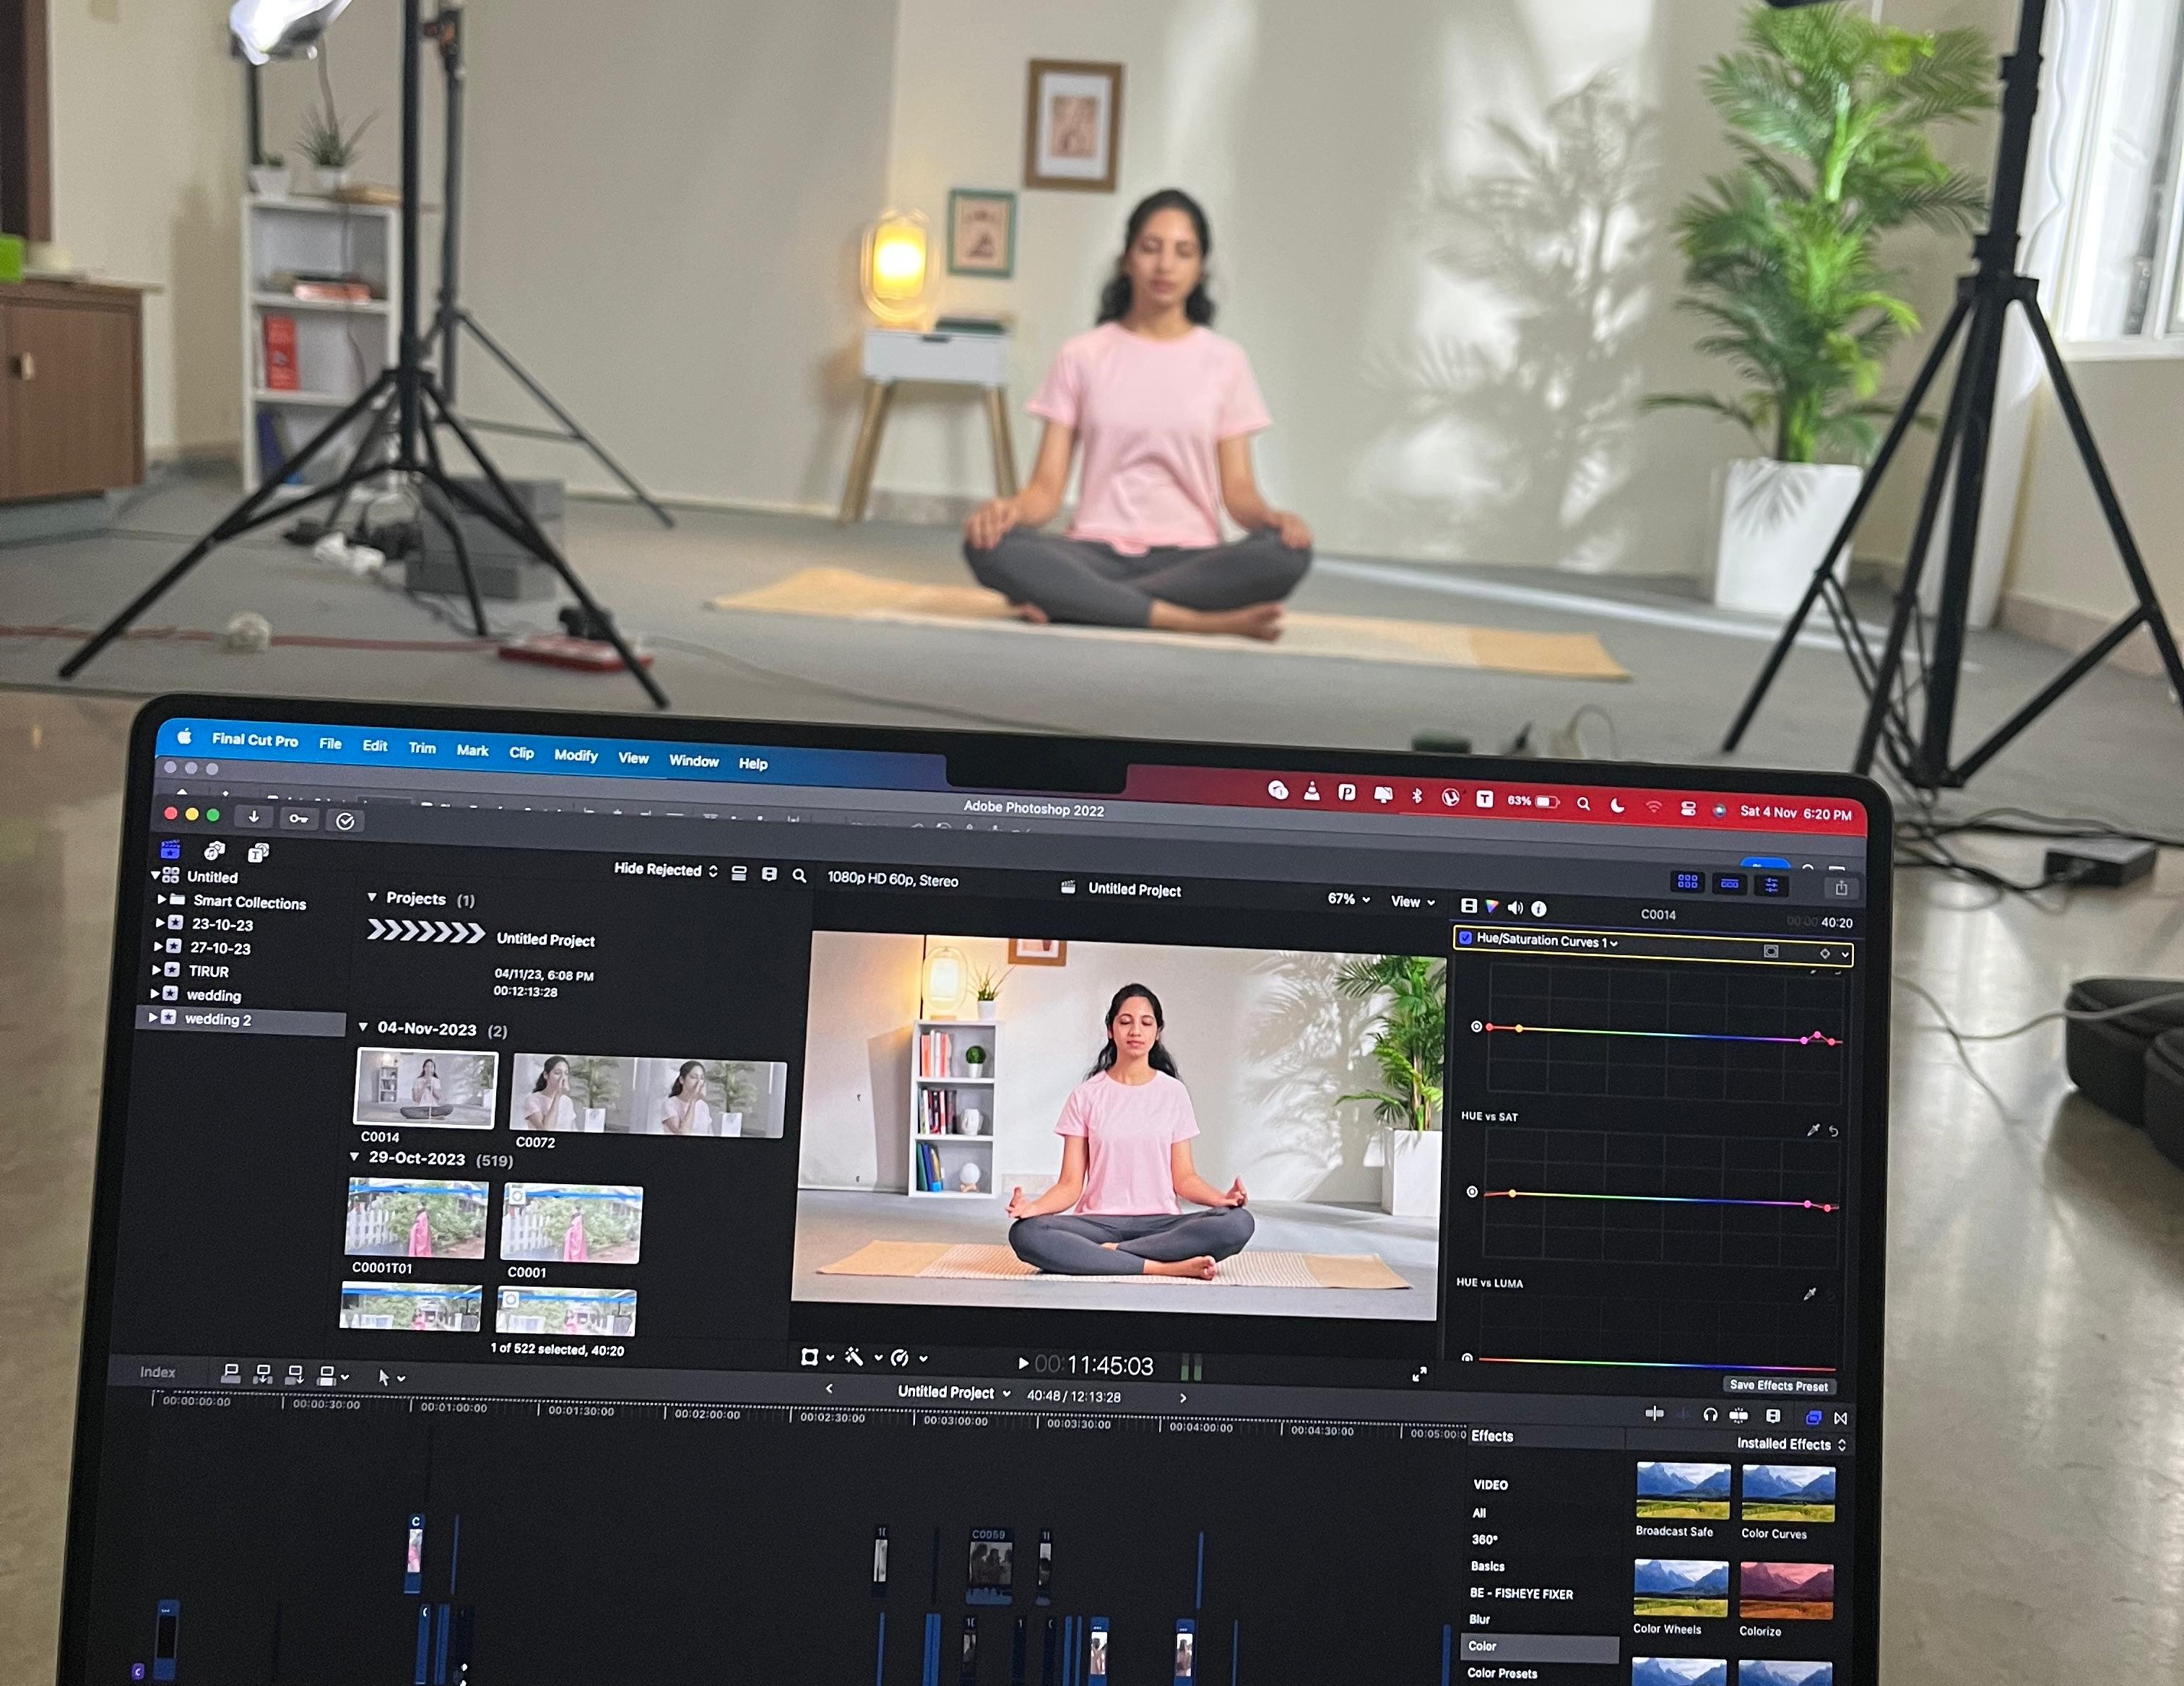 Final Cut Pro File Edit Trim Mark Clip Modify View Window Help
63% Sat 4 Nov 6:20 PM
Adobe Photoshop 2022
Untitled
Smart Collections
23-10-23
27-10-23
TIRUR
wedding
wedding 2
Hide Rejected
Projects (1)
Untitled Project
04/11/23, 6:08 PM
00:12:13:28
04-Nov-2023 (2)
C0014
C0072
29-Oct-2023 (519)
C0001T01
C0001
1 of 522 selected, 40:20
1080p HD 60p, Stereo
Untitled Project
67%
View
00:11:45:03
C0014
00:00 40:20
Hue/Saturation Curves 1
HUE vs SAT
HUE vs LUMA
Save Effects Preset
Index
Untitled Project
40:48 / 12:13:28
00:00:00:00
00:00:30:00
00:01:00:00
00:01:30:00
00:02:00:00
00:02:30:00
00:03:00:00
00:03:30:00
00:04:00:00
00:04:30:00
00:05:00:0
C
C0059
Effects
Installed Effects
VIDEO
All
360°
Basics
BE - FISHEYE FIXER
Blur
Color
Color Presets
Broadcast Safe
Color Curves
Color Wheels
Colorize